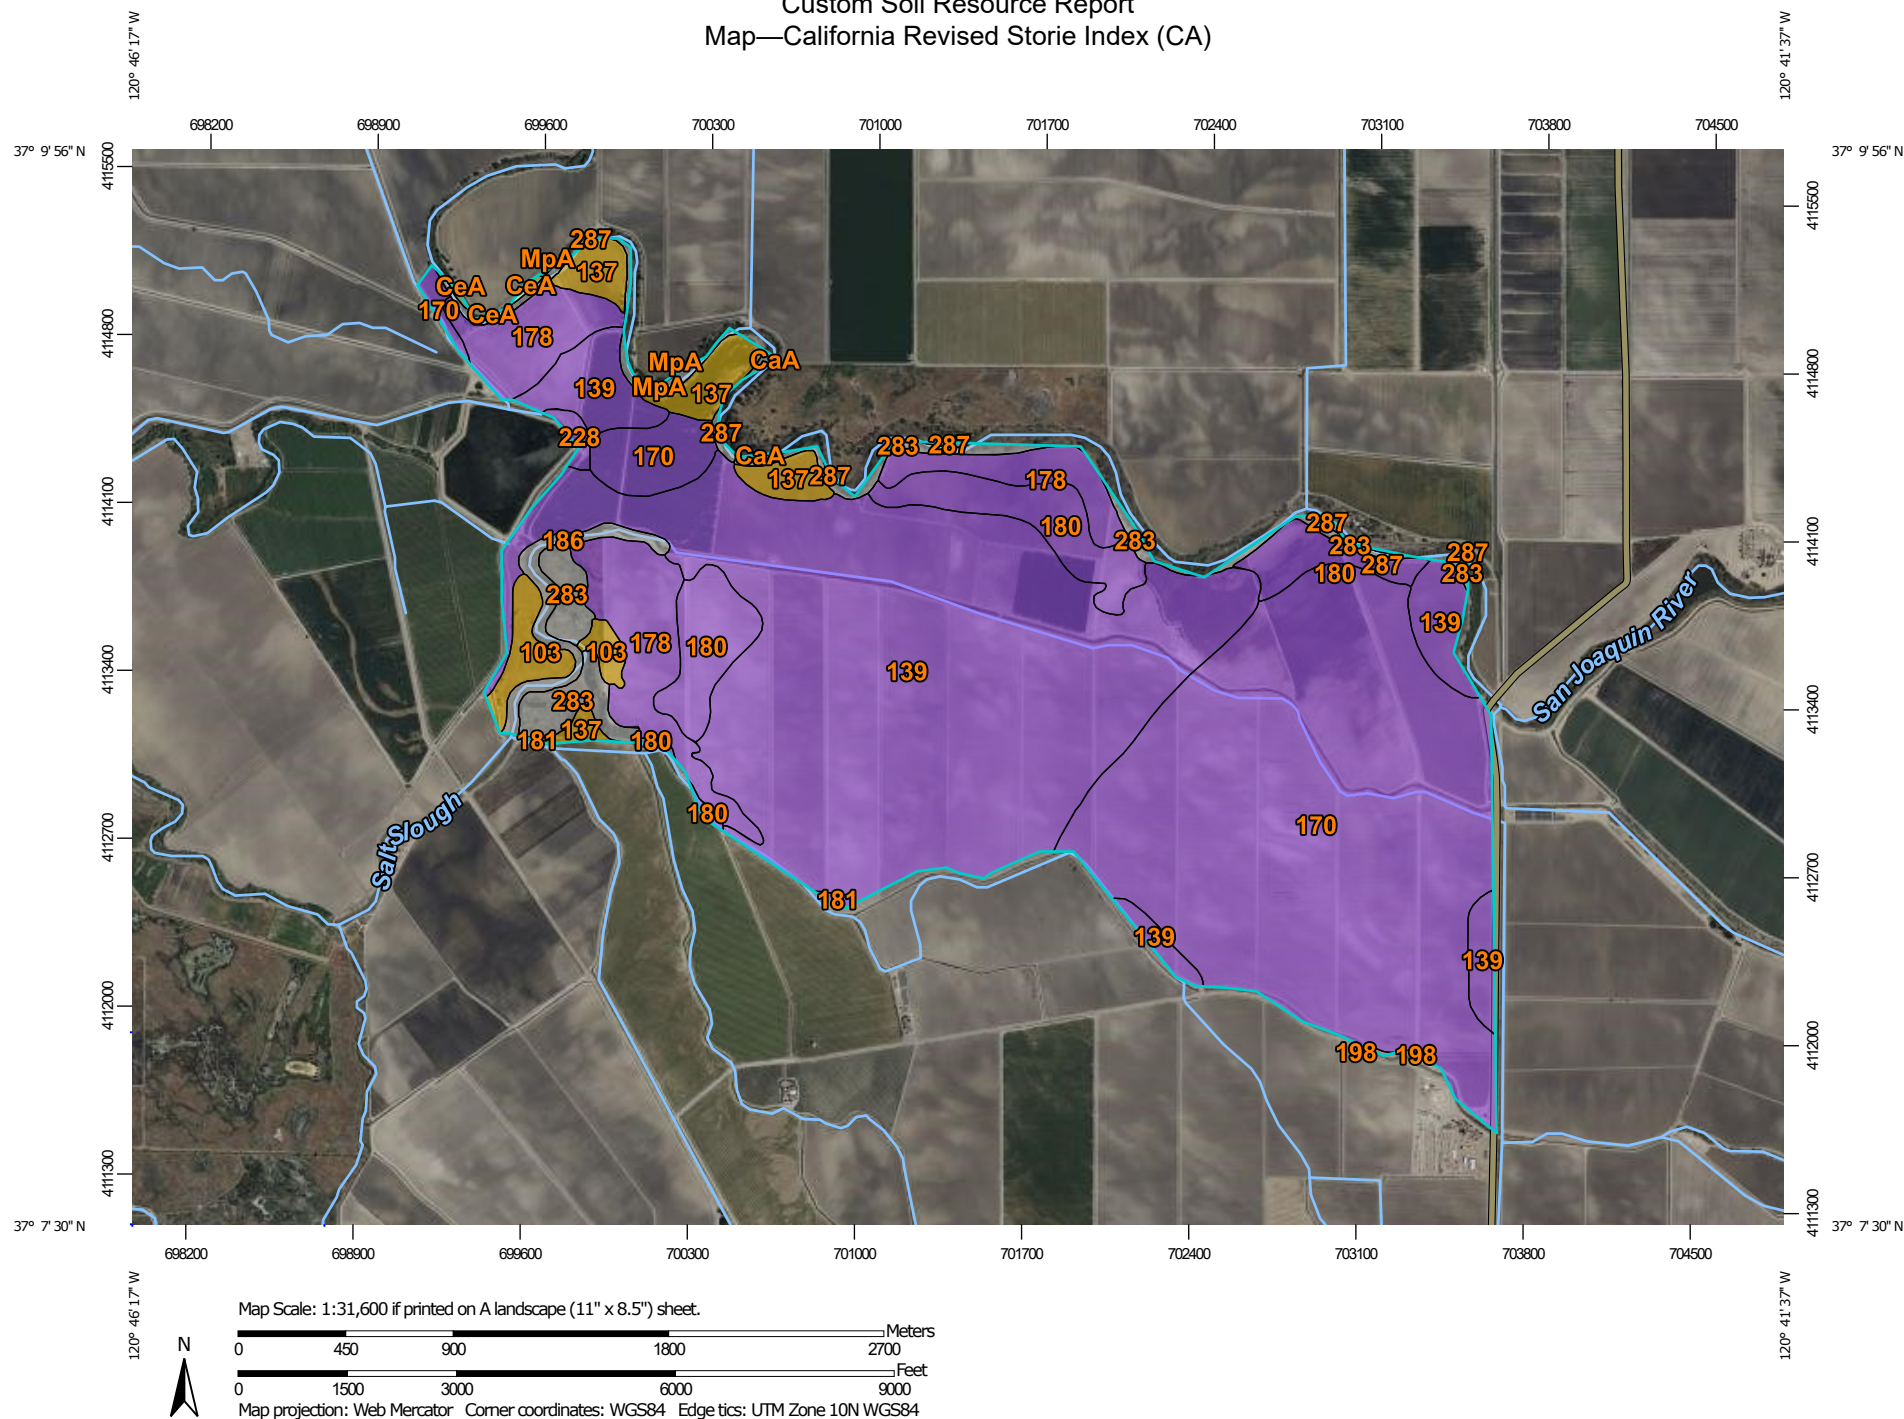 Custom Soil Resource Report
Map—California Revised Storie Index (CA)
120° 46' 17'' W
120° 41' 37'' W
698200 698900 699600 700300 701000 701700 702400 703100 703800 704500
37° 9' 56'' N
37° 9' 56'' N
4115500
4115500
287
MpA
137
CeA
CeA
170
CeA
178
4114800
4114800
MpA
CaA
139
MpA
137
228
287
283
287
170
CaA
137
287
178
4114100
4114100
180
287
186
283
283
287
287
180
283
283
139
San Joaquin River
103
103
178
180
139
4113400
4113400
283
137
181
180
180
170
Salt Slough
4112700
4112700
181
139
139
4112000
4112000
198
198
4111300
4111300
37° 7' 30'' N
37° 7' 30'' N
698200 698900 699600 700300 701000 701700 702400 703100 703800 704500
120° 46' 17'' W
120° 41' 37'' W
Map Scale: 1:31,600 if printed on A landscape (11" x 8.5") sheet.
N
Meters
0 450 900 1800 2700
Feet
0 1500 3000 6000 9000
Map projection: Web Mercator Corner coordinates: WGS84 Edge tics: UTM Zone 10N WGS84